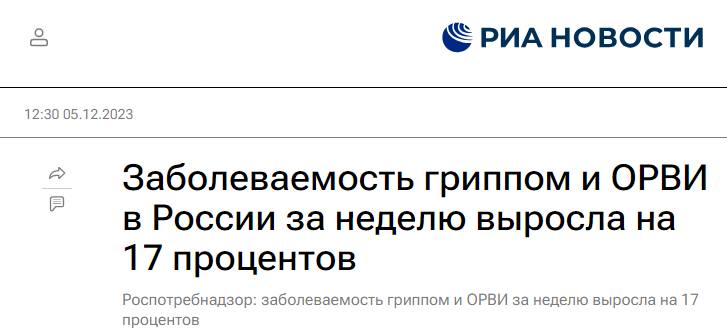 РИА НОВОСТИ
12:30 05.12.2023
Заболеваемость гриппом и ОРВИ
в России за неделю выросла на
17 процентов
Роспотребнадзор: заболеваемость гриппом и ОРВИ за неделю выросла на 17
процентов